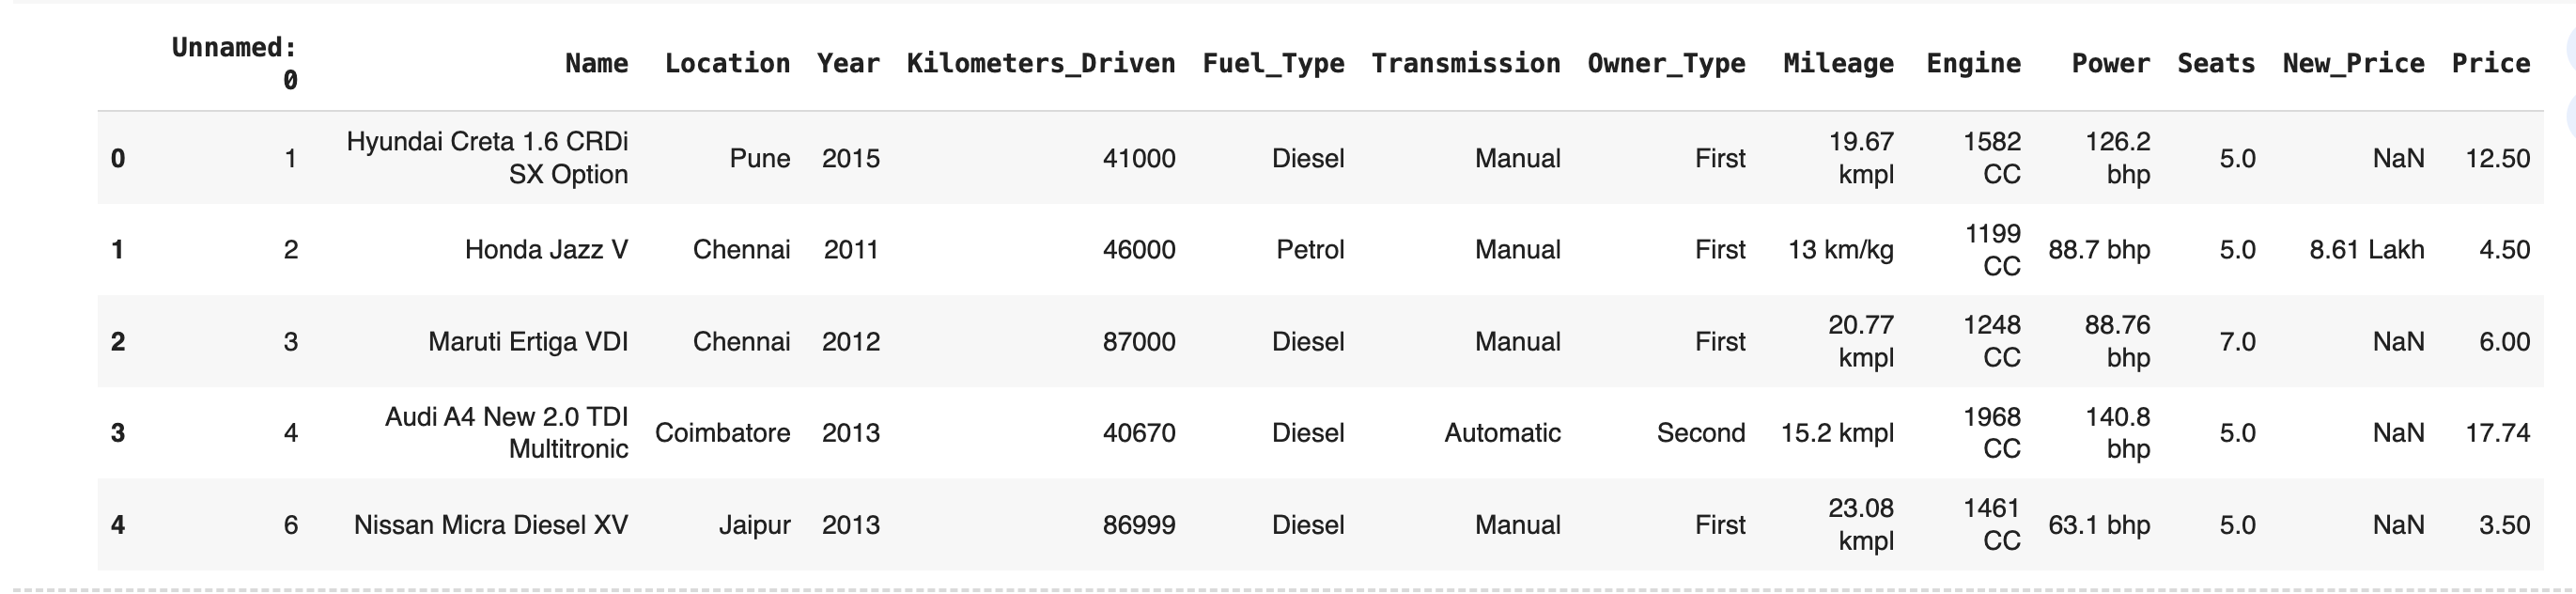 Unnamed: 0 Name Location Year Kilometers_Driven Fuel_Type Transmission Owner_Type Mileage Engine Power Seats New_Price Price
0 1 Hyundai Creta 1.6 CRDi SX Option Pune 2015 41000 Diesel Manual First 19.67 kmpl 1582 CC 126.2 bhp 5.0 NaN 12.50
1 2 Honda Jazz V Chennai 2011 46000 Petrol Manual First 13 km/kg 1199 CC 88.7 bhp 5.0 8.61 Lakh 4.50
2 3 Maruti Ertiga VDI Chennai 2012 87000 Diesel Manual First 20.77 kmpl 1248 CC 88.76 bhp 7.0 NaN 6.00
3 4 Audi A4 New 2.0 TDI Multitronic Coimbatore 2013 40670 Diesel Automatic Second 15.2 kmpl 1968 CC 140.8 bhp 5.0 NaN 17.74
4 6 Nissan Micra Diesel XV Jaipur 2013 86999 Diesel Manual First 23.08 kmpl 1461 CC 63.1 bhp 5.0 NaN 3.50